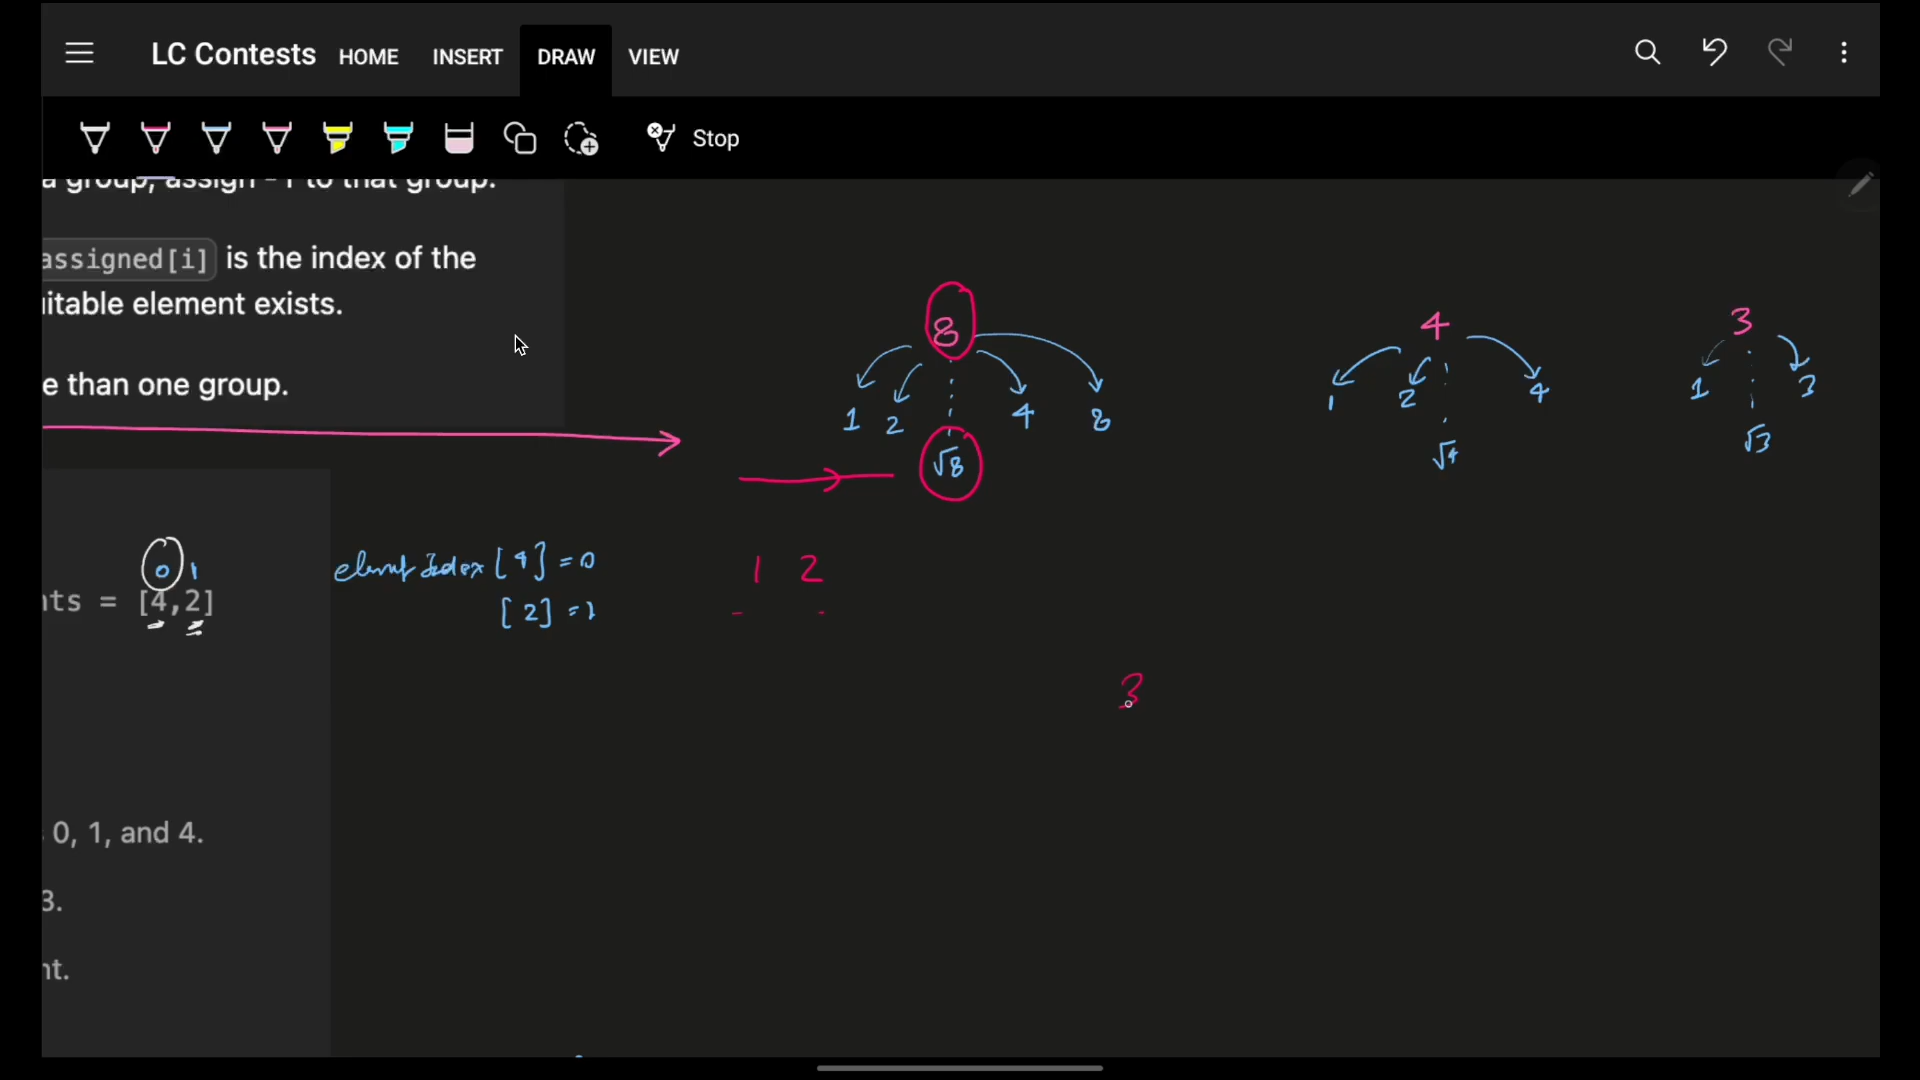 LC Contests HOME INSERT DRAW VIEW
Stop
a group, assign -1 to that group.
assigned[i] is the index of the
uitable element exists.
e than one group.
8
1 2 4 8
√8
4
1 2 4
√4
3
1 3
√3
0 1
nts = [4,2]
[4] = 0
[2] = 1
1 2
3
0, 1, and 4.
3.
nt.